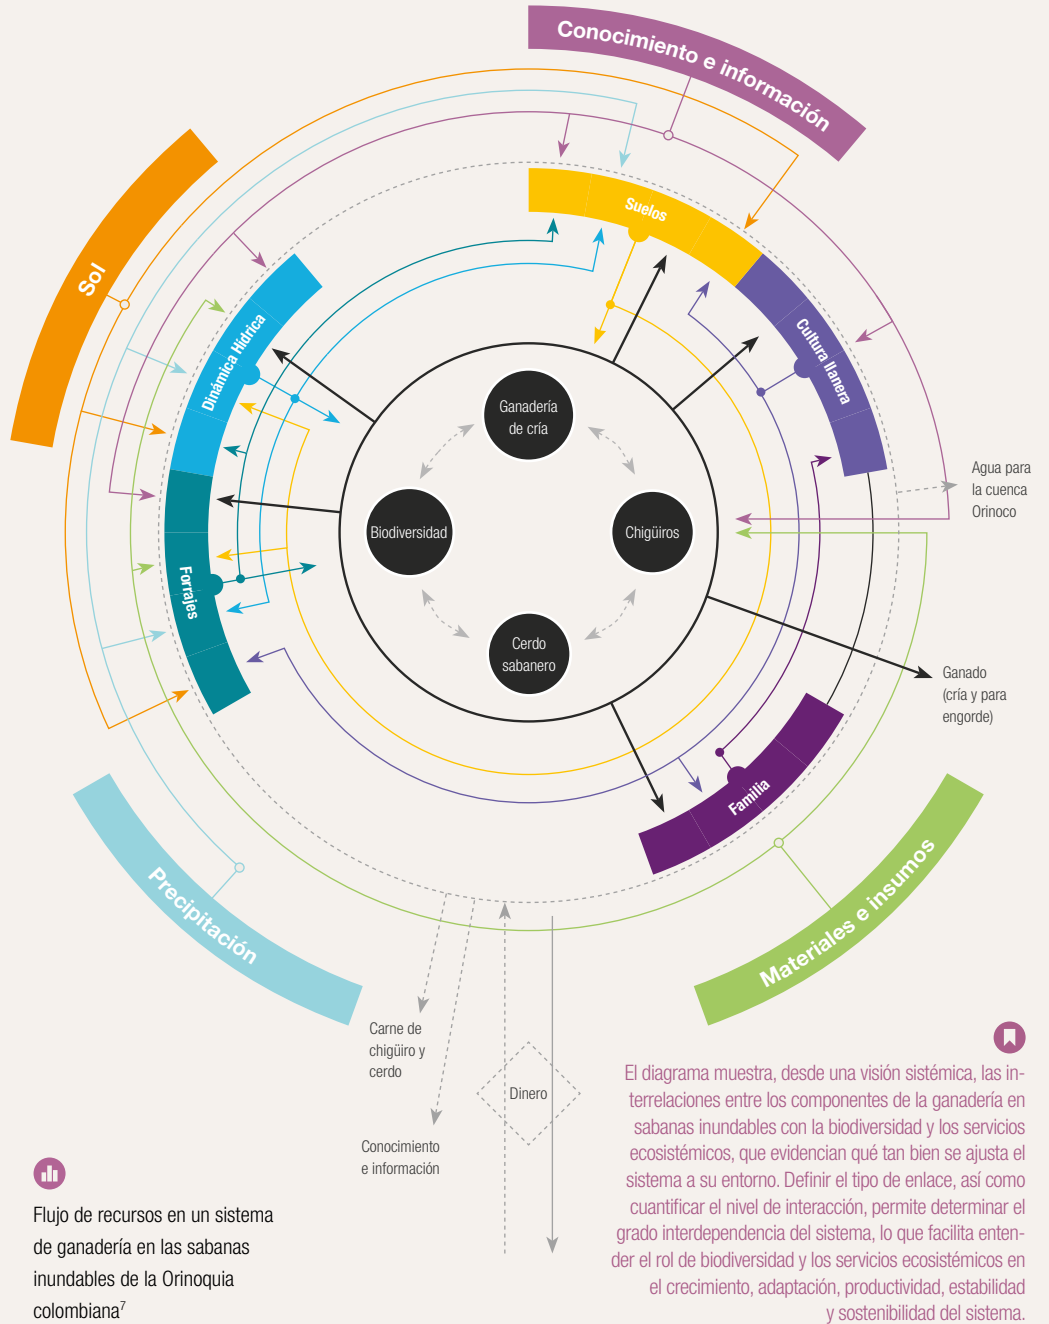 Conocimiento e información
Sol
Suelos
Dinámica Hídrica
Cultura llanera
Ganadería
de cría
Biodiversidad
Chigüiros
Cerdo
sabanero
Forrajes
Familia
Agua para
la cuenca
Orinoco
Ganado
(cría y para
engorde)
Precipitación
Materiales e insumos
Carne de
chigüiro y
cerdo
Dinero
Conocimiento
e información
Flujo de recursos en un sistema
de ganadería en las sabanas
inundables de la Orinoquia
colombiana⁷
El diagrama muestra, desde una visión sistémica, las in-
terrelaciones entre los componentes de la ganadería en
sabanas inundables con la biodiversidad y los servicios
ecosistémicos, que evidencian qué tan bien se ajusta el
sistema a su entorno. Definir el tipo de enlace, así como
cuantificar el nivel de interacción, permite determinar el
grado interdependencia del sistema, lo que facilita enten-
der el rol de biodiversidad y los servicios ecosistémicos en
el crecimiento, adaptación, productividad, estabilidad
y sostenibilidad del sistema.